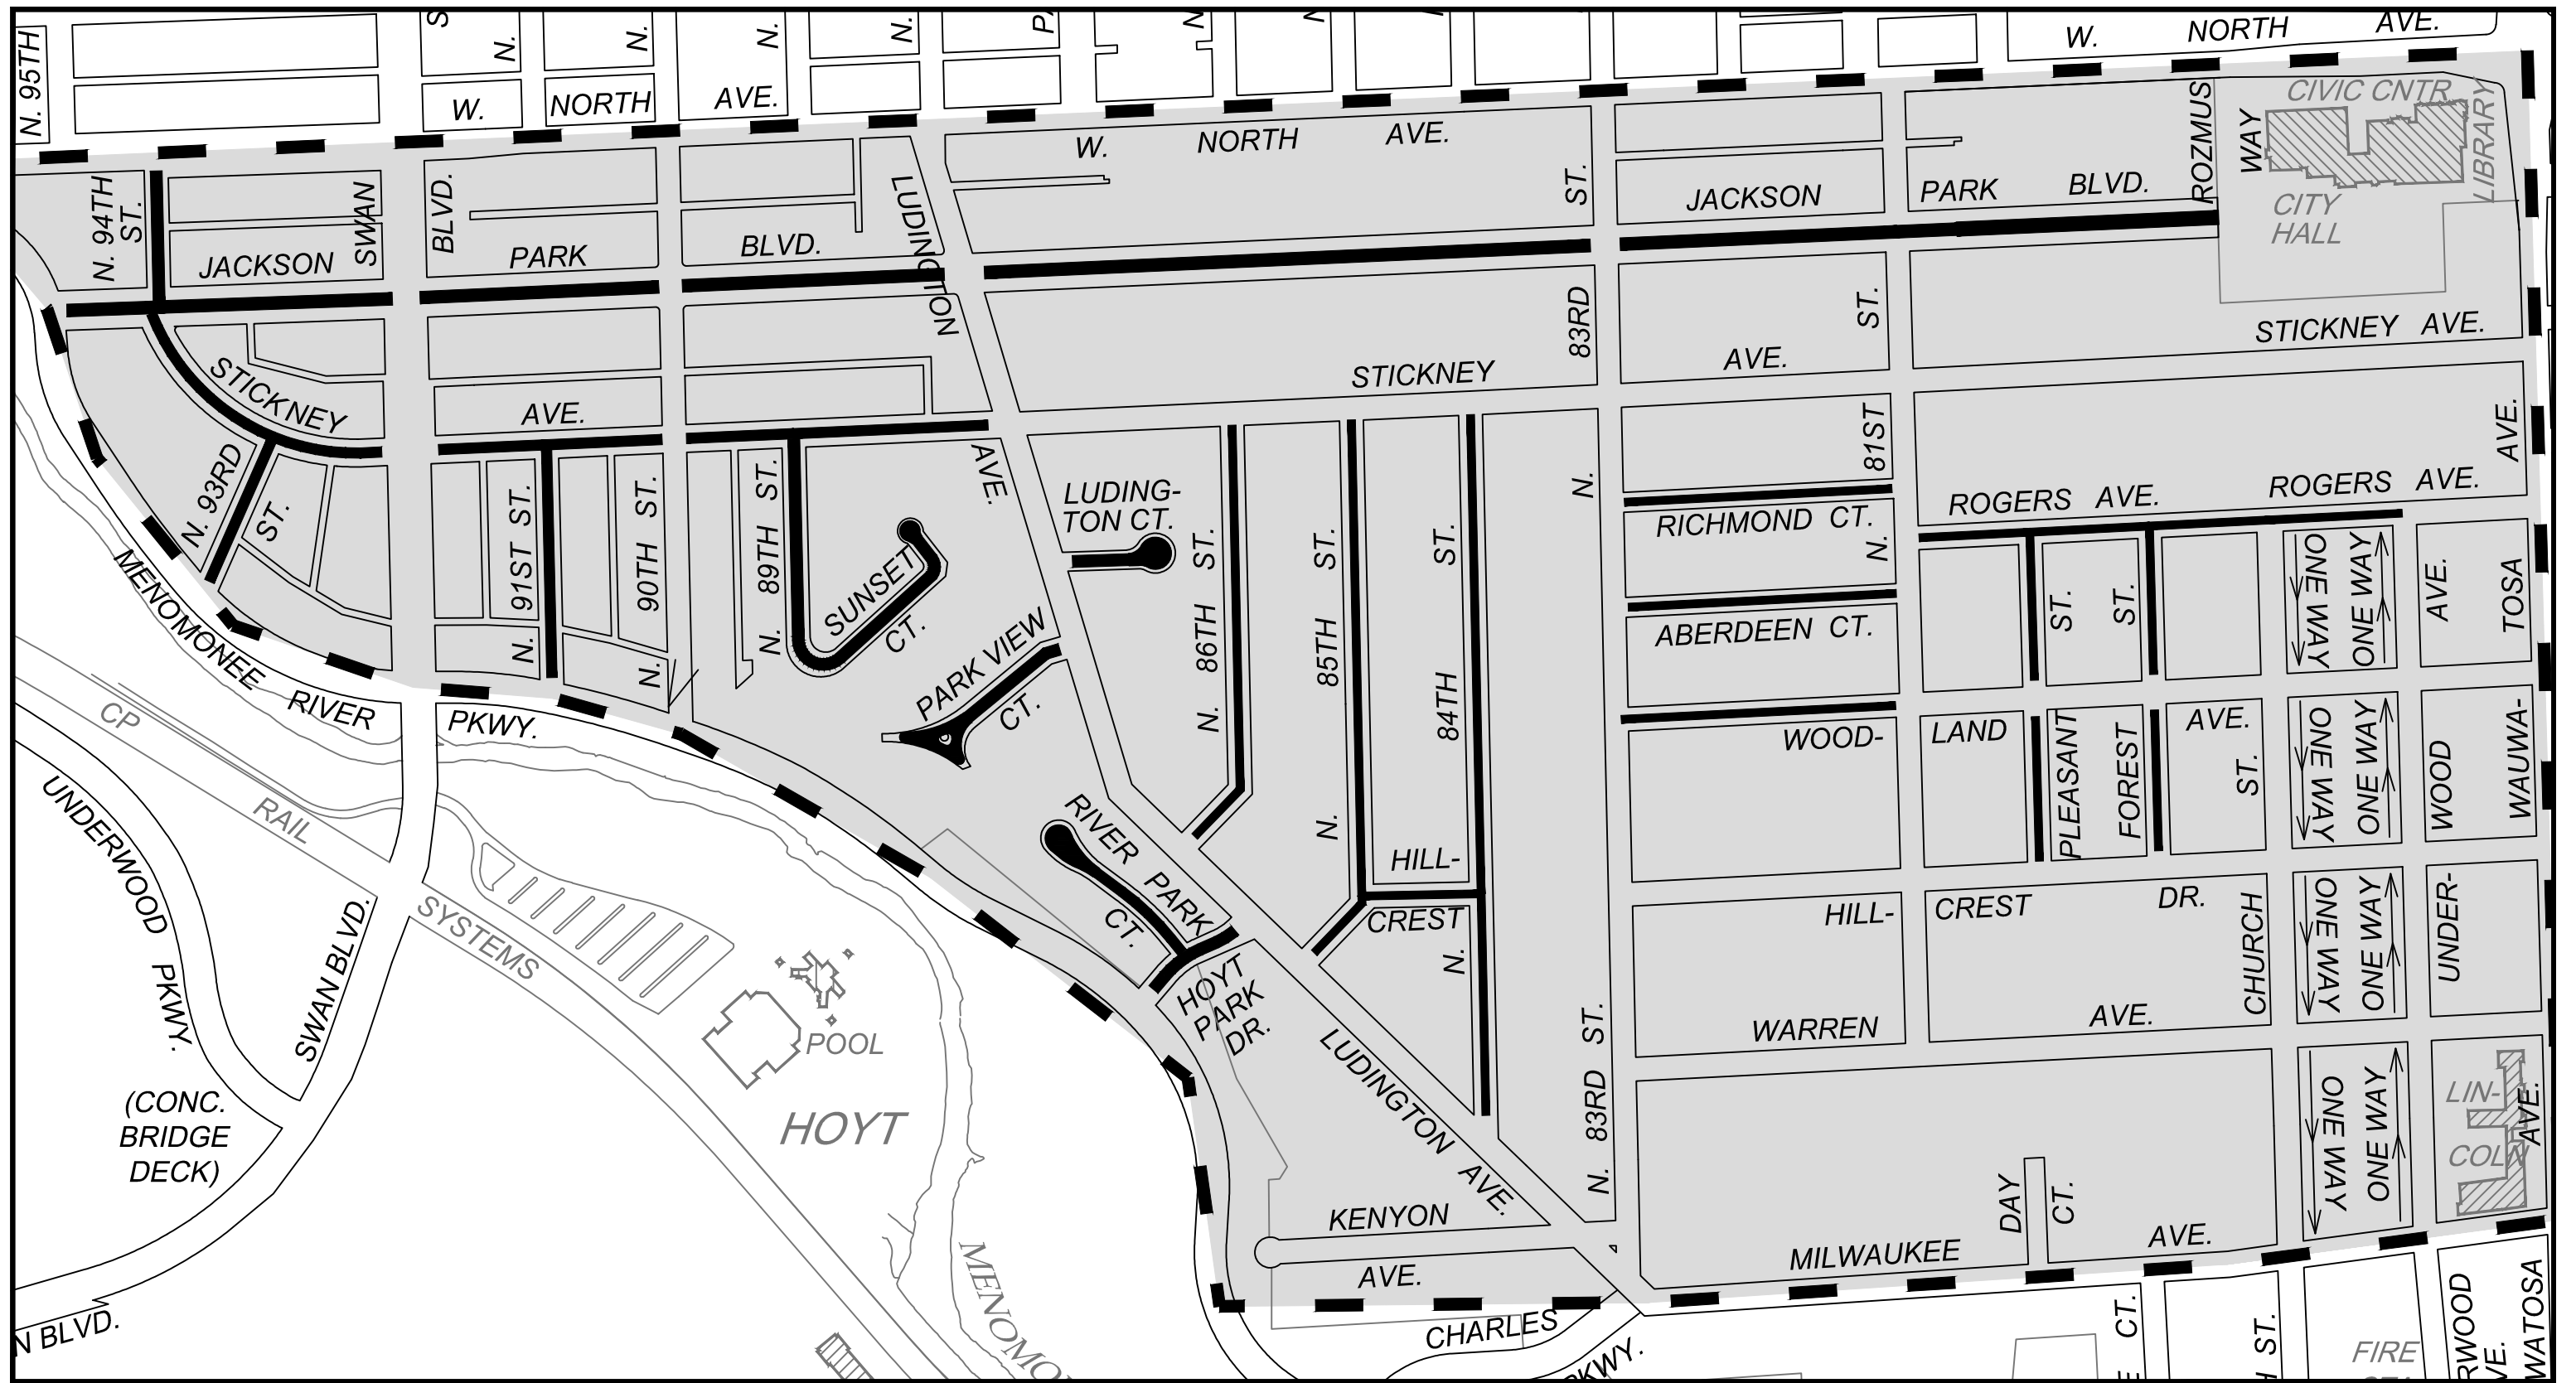 N. 95TH
N.
N.
N.
N.
W. NORTH AVE.
W. NORTH AVE.
W. NORTH AVE.
N. 94TH
ST.
SWAN
BLVD.
JACKSON PARK BLVD.
LUDINGTON
AVE.
JACKSON PARK BLVD.
ROZMUS
WAY
CIVIC CNTR
LIBRARY
CITY
HALL
ST.
83RD
N.
ST.
81ST
N.
STICKNEY AVE.
STICKNEY AVE.
STICKNEY AVE.
AVE.
TOSA
WAUWA-
N. 93RD
ST.
N. 91ST ST.
N. 90TH ST.
N. 89TH ST.
SUNSET
CT.
LUDING-
TON CT.
N. 86TH ST.
N. 85TH ST.
N. 84TH ST.
RICHMOND CT.
ABERDEEN CT.
WOOD-
LAND AVE.
ROGERS AVE.
ROGERS AVE.
ST.
PLEASANT
ST.
FOREST
ST.
CHURCH
ONE WAY
ONE WAY
ONE WAY
ONE WAY
ONE WAY
ONE WAY
ONE WAY
ONE WAY
AVE.
WOOD
UNDER-
PARK VIEW
CT.
MENOMONEE RIVER PKWY.
CP RAIL SYSTEMS
UNDERWOOD PKWY.
SWAN BLVD.
(CONC.
BRIDGE
DECK)
N BLVD.
RIVER PARK
CT.
HOYT
PARK
DR.
HILL-
CREST
HILL-
CREST DR.
WARREN AVE.
POOL
HOYT
LUDINGTON AVE.
N. 83RD ST.
KENYON
AVE.
DAY
CT.
MILWAUKEE AVE.
LIN-
COLN
AVE.
MENOMO
CHARLES
PKWY.
CT.
ST.
FIRE
RWOOD
VE.
WATOSA